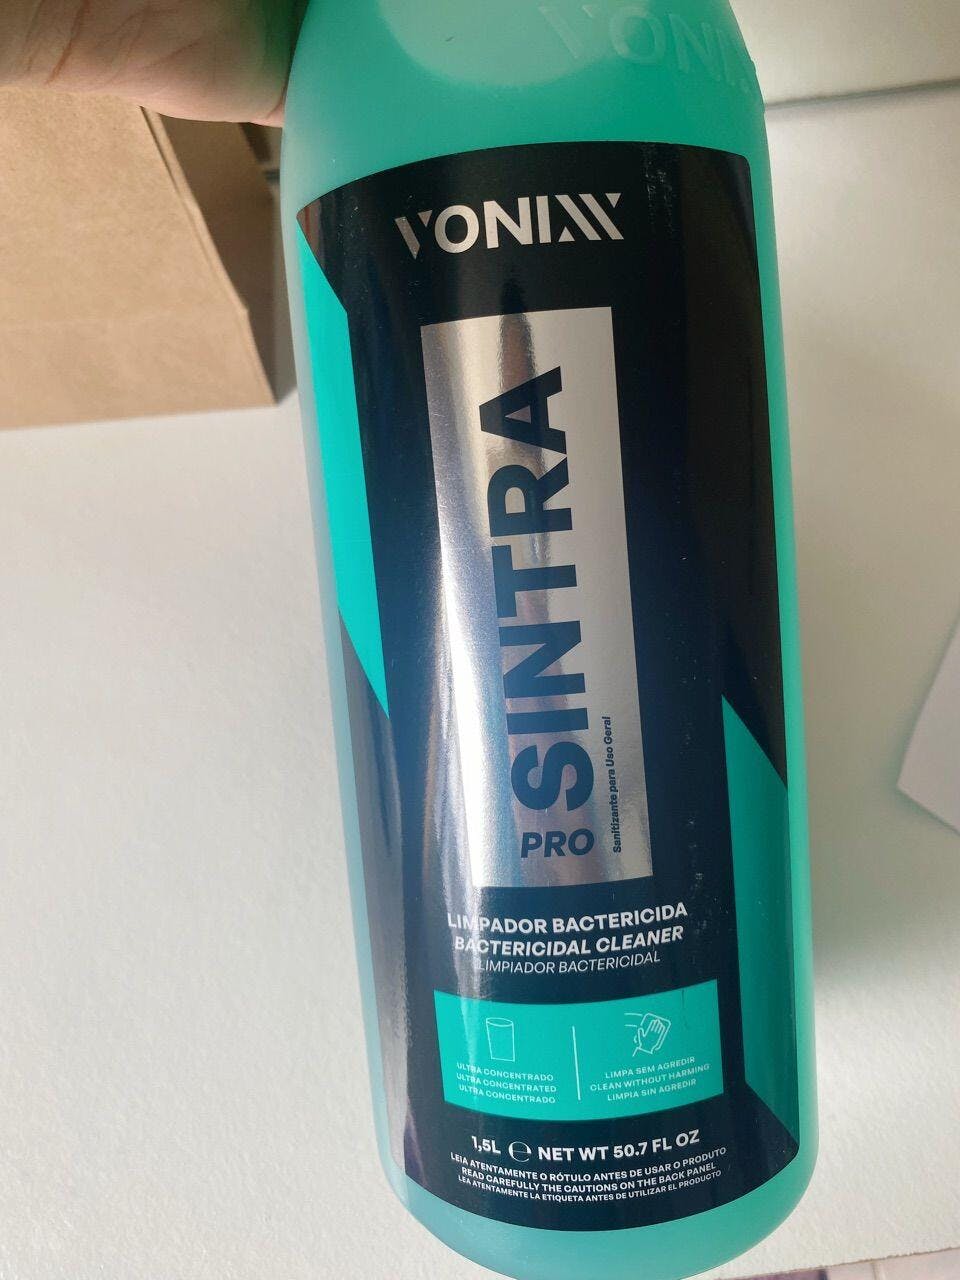 VONIXX
VONIXX
SINTRA
PRO
Sanitizante para Uso Geral
LIMPADOR BACTERICIDA
BACTERICIDAL CLEANER
LIMPIADOR BACTERICIDAL
ULTRA CONCENTRADO
ULTRA CONCENTRATED
ULTRA CONCENTRADO
LIMPA SEM AGREDIR
CLEAN WITHOUT HARMING
LIMPIA SIN AGREDIR
1,5L ℮ NET WT 50.7 FL OZ
LEIA ATENTAMENTE O RÓTULO ANTES DE USAR O PRODUTO
READ CAREFULLY THE CAUTIONS ON THE BACK PANEL
LEA ATENTAMENTE LA ETIQUETA ANTES DE UTILIZAR EL PRODUCTO